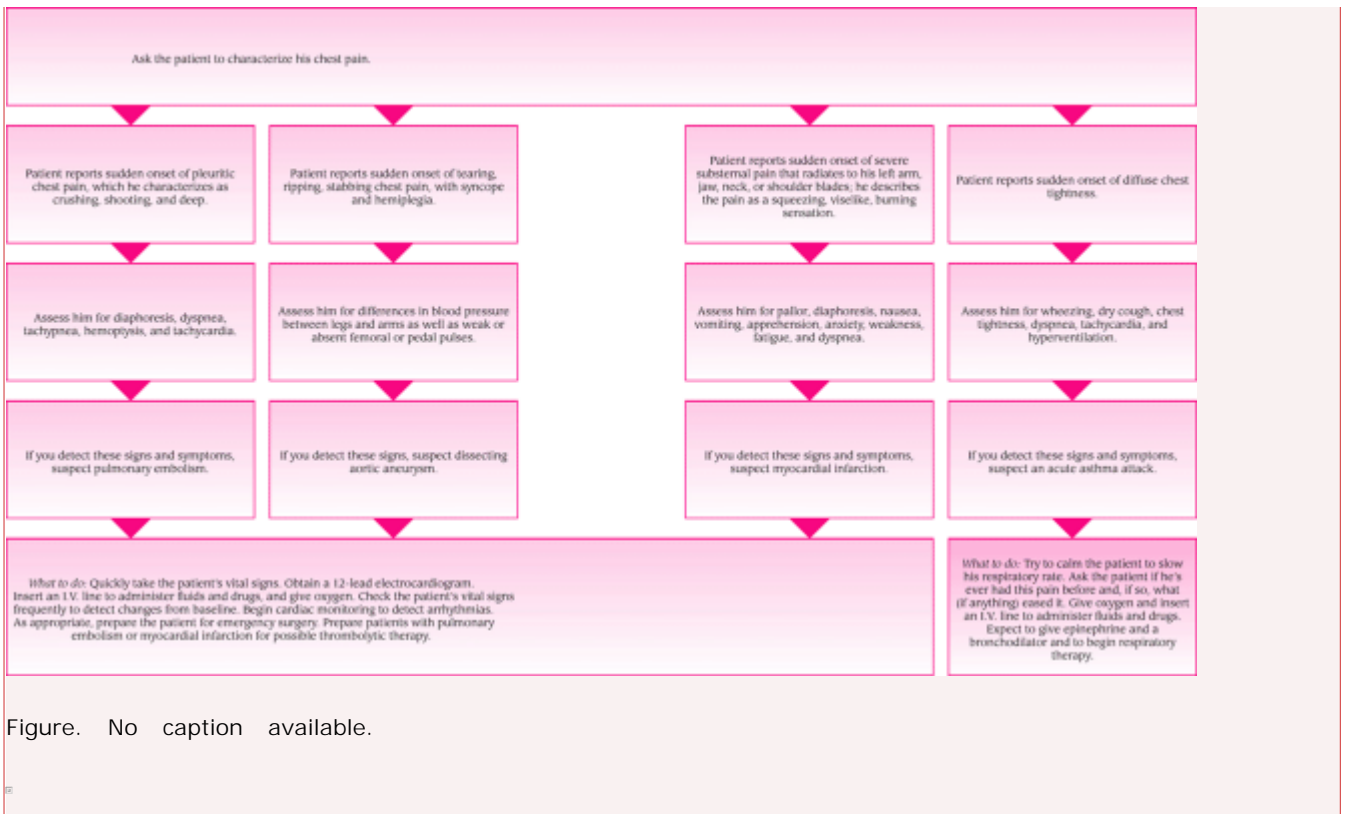 Ask the patient to characterize his chest pain.
Patient reports sudden onset of pleuritic
chest pain, which he characterizes as
crushing, shooting, and deep.
Patient reports sudden onset of tearing,
ripping, stabbing chest pain, with syncope
and hemiplegia.
Patient reports sudden onset of severe
substernal pain that radiates to his left arm,
jaw, neck, or shoulder blades; he describes
the pain as a squeezing, viselike, burning
sensation.
Patient reports sudden onset of diffuse chest
tightness.
Assess him for diaphoresis, dyspnea,
tachypnea, hemoptysis, and tachycardia.
Assess him for differences in blood pressure
between legs and arms as well as weak or
absent femoral or pedal pulses.
Assess him for pallor, diaphoresis, nausea,
vomiting, apprehension, anxiety, weakness,
fatigue, and dyspnea.
Assess him for wheezing, dry cough, chest
tightness, dyspnea, tachycardia, and
hyperventilation.
If you detect these signs and symptoms,
suspect pulmonary embolism.
If you detect these signs, suspect dissecting
aortic aneurysm.
If you detect these signs and symptoms,
suspect myocardial infarction.
If you detect these signs and symptoms,
suspect an acute asthma attack.
What to do: Quickly take the patient's vital signs. Obtain a 12-lead electrocardiogram.
Insert an I.V. line to administer fluids and drugs, and give oxygen. Check the patient's vital signs
frequently to detect changes from baseline. Begin cardiac monitoring to detect arrhythmias.
As appropriate, prepare the patient for emergency surgery. Prepare patients with pulmonary
embolism or myocardial infarction for possible thrombolytic therapy.
What to do: Try to calm the patient to slow
his respiratory rate. Ask the patient if he's
ever had this pain before and, if so, what
(if anything) eased it. Give oxygen and insert
an I.V. line to administer fluids and drugs.
Expect to give epinephrine and a
bronchodilator and to begin respiratory
therapy.
Figure. No caption available.